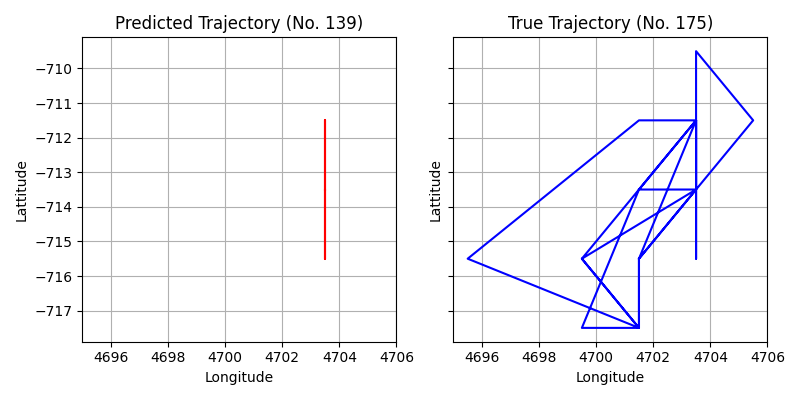 Predicted Trajectory (No. 139)
−710
−711
−712
−713
−714
−715
−716
−717
Lattitude
4696 4698 4700 4702 4704 4706
Longitude
True Trajectory (No. 175)
Lattitude
4696 4698 4700 4702 4704 4706
Longitude